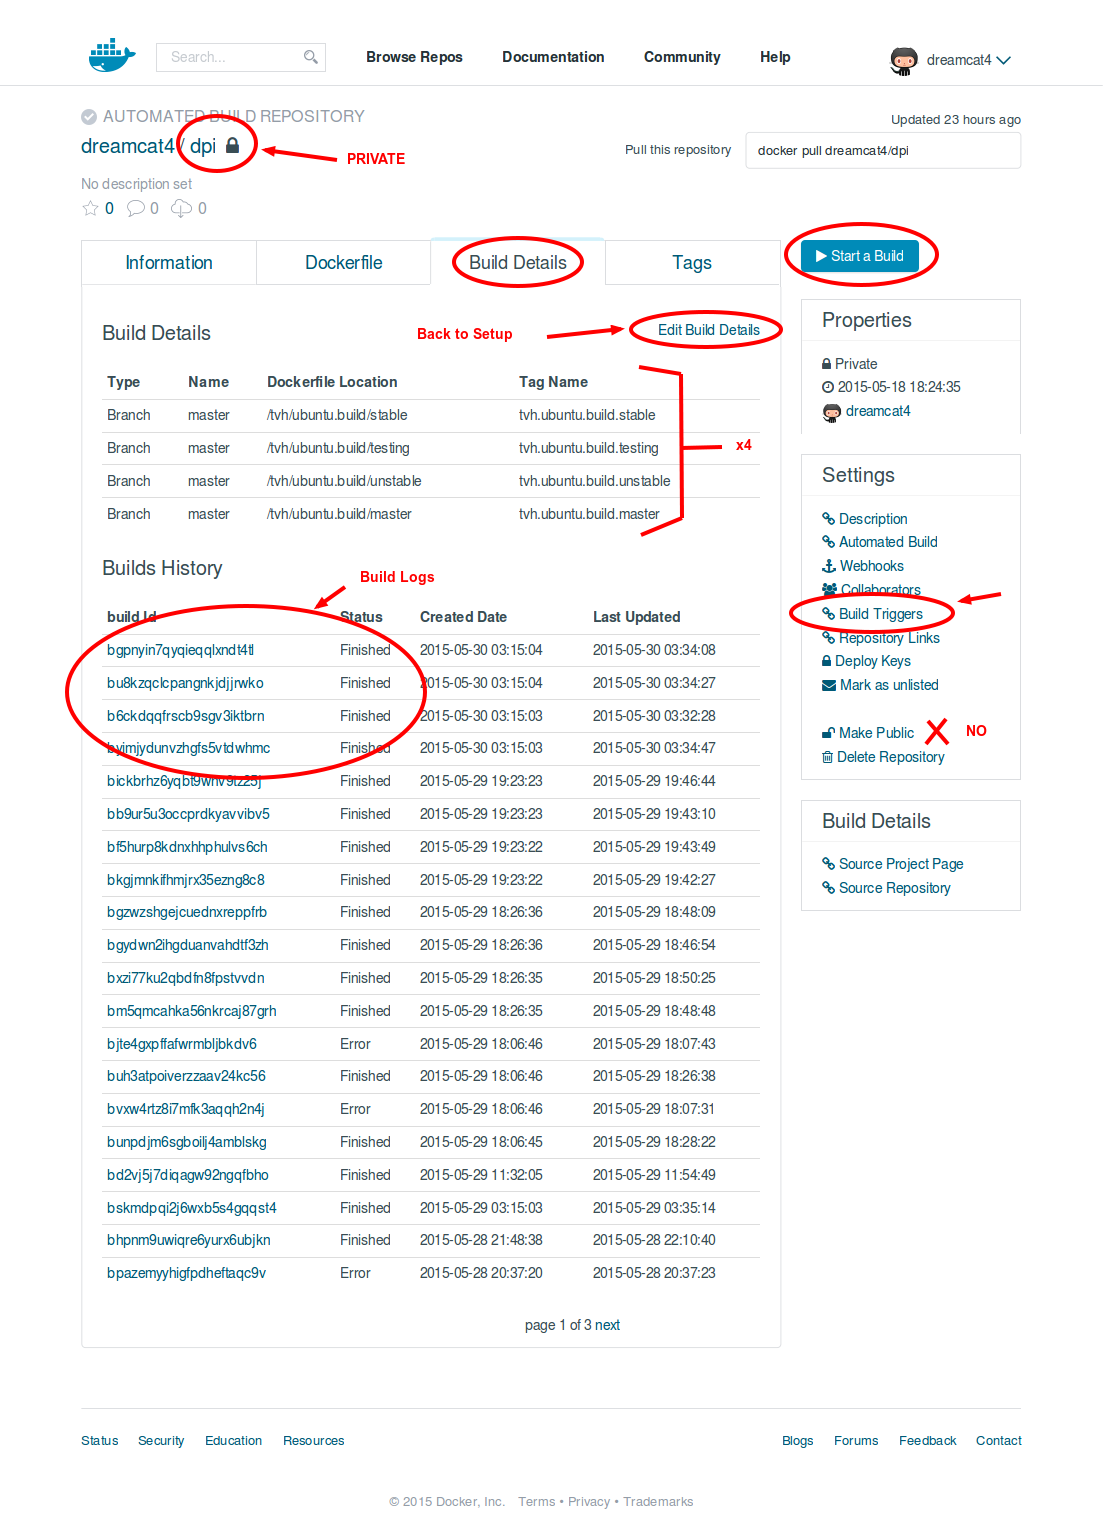 Search...
Browse Repos
Documentation
Community
Help
dreamcat4
AUTOMATED BUILD REPOSITORY
Updated 23 hours ago
dreamcat4 / dpi
PRIVATE
Pull this repository
docker pull dreamcat4/dpi
No description set
0 0 0
Information
Dockerfile
Build Details
Tags
Start a Build
Build Details
Back to Setup
Edit Build Details
Type Name Dockerfile Location Tag Name
Branch master /tvh/ubuntu.build/stable tvh.ubuntu.build.stable
Branch master /tvh/ubuntu.build/testing tvh.ubuntu.build.testing
Branch master /tvh/ubuntu.build/unstable tvh.ubuntu.build.unstable
Branch master /tvh/ubuntu.build/master tvh.ubuntu.build.master
x4
Builds History
Build Logs
build Id Status Created Date Last Updated
bgpnyin7qyqieqqlxndt4tl Finished 2015-05-30 03:15:04 2015-05-30 03:34:08
bu8kzqclcpangnkjdjjrwko Finished 2015-05-30 03:15:04 2015-05-30 03:34:27
b6ckdqqfrscb9sgv3iktbrn Finished 2015-05-30 03:15:03 2015-05-30 03:32:28
byimjydunvzhgfs5vtdwhmc Finished 2015-05-30 03:15:03 2015-05-30 03:34:47
bickbrhz6yqbt9whv9tz25j Finished 2015-05-29 19:23:23 2015-05-29 19:46:44
bb9ur5u3occprdkyavvibv5 Finished 2015-05-29 19:23:23 2015-05-29 19:43:10
bf5hurp8kdnxhhphulvs6ch Finished 2015-05-29 19:23:22 2015-05-29 19:43:49
bkgjmnkifhmjrx35ezng8c8 Finished 2015-05-29 19:23:22 2015-05-29 19:42:27
bgzwzshgejcuednxreppfrb Finished 2015-05-29 18:26:36 2015-05-29 18:48:09
bgydwn2ihgduanvahdtf3zh Finished 2015-05-29 18:26:36 2015-05-29 18:46:54
bxzi77ku2qbdfn8fpstvvdn Finished 2015-05-29 18:26:35 2015-05-29 18:50:25
bm5qmcahka56nkrcaj87grh Finished 2015-05-29 18:26:35 2015-05-29 18:48:48
bjte4gxpffafwrmbljbkdv6 Error 2015-05-29 18:06:46 2015-05-29 18:07:43
buh3atpoiverzzaav24kc56 Finished 2015-05-29 18:06:46 2015-05-29 18:26:38
bvxw4rtz8i7mfk3aqqh2n4j Error 2015-05-29 18:06:46 2015-05-29 18:07:31
bunpdjm6sgboilj4amblskg Finished 2015-05-29 18:06:45 2015-05-29 18:28:22
bd2vj5j7diqagw92ngqfbho Finished 2015-05-29 11:32:05 2015-05-29 11:54:49
bskmdpqi2j6wxb5s4gqqst4 Finished 2015-05-29 03:15:03 2015-05-29 03:35:14
bhpnm9uwiqre6yurx6ubjkn Finished 2015-05-28 21:48:38 2015-05-28 22:10:40
bpazemyyhigfpdheftaqc9v Error 2015-05-28 20:37:20 2015-05-28 20:37:23
page 1 of 3 next
Properties
Private
2015-05-18 18:24:35
dreamcat4
Settings
Description
Automated Build
Webhooks
Collaborators
Build Triggers
Repository Links
Deploy Keys
Mark as unlisted
Make Public
NO
Delete Repository
Build Details
Source Project Page
Source Repository
Status Security Education Resources
Blogs Forums Feedback Contact
© 2015 Docker, Inc. Terms • Privacy • Trademarks